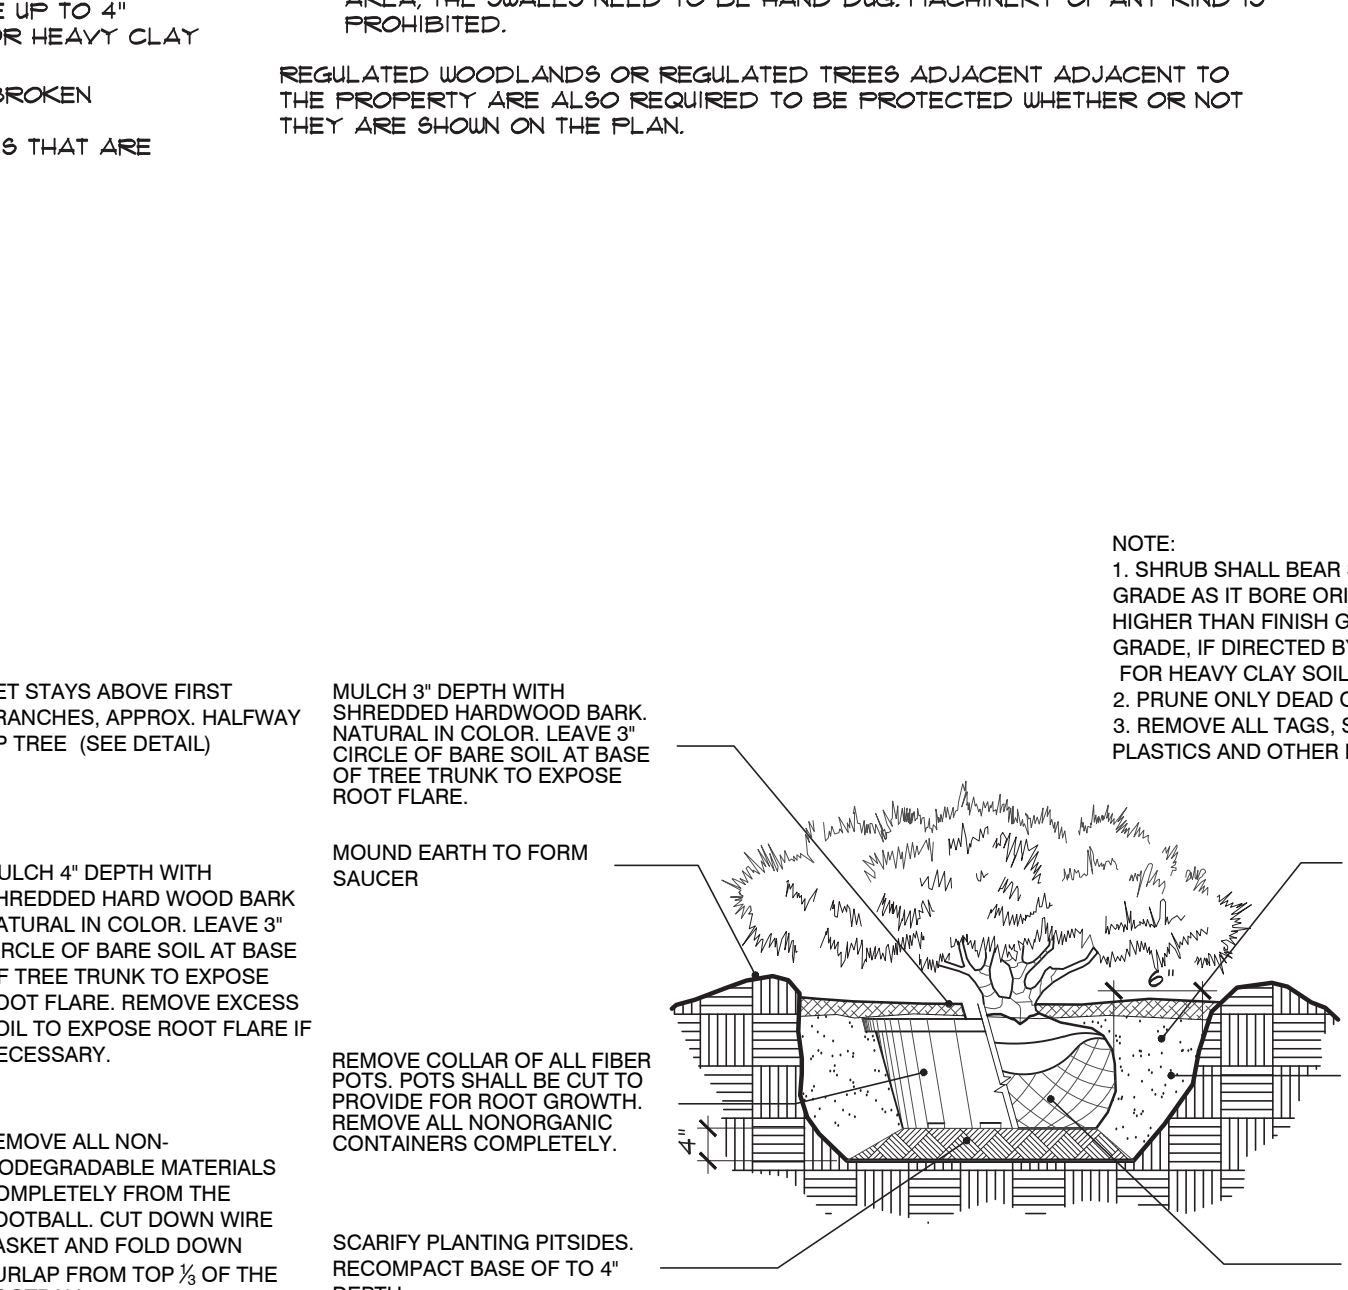 UP TO 4"
HEAVY CLAY
BROKEN
THAT ARE
AREA, THE SWALES NEED TO BE HAND DUG. MACHINERY OF ANY KIND IS
PROHIBITED.
REGULATED WOODLANDS OR REGULATED TREES ADJACENT ADJACENT TO
THE PROPERTY ARE ALSO REQUIRED TO BE PROTECTED WHETHER OR NOT
THEY ARE SHOWN ON THE PLAN.
NOTE:
1. SHRUB SHALL BEAR
GRADE AS IT BORE ORI
HIGHER THAN FINISH G
GRADE, IF DIRECTED BY
FOR HEAVY CLAY SOIL
2. PRUNE ONLY DEAD O
3. REMOVE ALL TAGS, S
PLASTICS AND OTHER
ET STAYS ABOVE FIRST
RANCHES, APPROX. HALFWAY
P TREE (SEE DETAIL)
ULCH 4" DEPTH WITH
HREDDED HARD WOOD BARK
ATURAL IN COLOR. LEAVE 3"
IRCLE OF BARE SOIL AT BASE
F TREE TRUNK TO EXPOSE
OOT FLARE. REMOVE EXCESS
OIL TO EXPOSE ROOT FLARE IF
ECESSARY.
EMOVE ALL NON-
IODEGRADABLE MATERIALS
OMPLETELY FROM THE
OOTBALL. CUT DOWN WIRE
ASKET AND FOLD DOWN
URLAP FROM TOP ⅓ OF THE
MULCH 3" DEPTH WITH
SHREDDED HARDWOOD BARK.
NATURAL IN COLOR. LEAVE 3"
CIRCLE OF BARE SOIL AT BASE
OF TREE TRUNK TO EXPOSE
ROOT FLARE.
MOUND EARTH TO FORM
SAUCER
REMOVE COLLAR OF ALL FIBER
POTS. POTS SHALL BE CUT TO
PROVIDE FOR ROOT GROWTH.
REMOVE ALL NONORGANIC
CONTAINERS COMPLETELY.
SCARIFY PLANTING PITSIDES.
RECOMPACT BASE OF TO 4"
DEPTH.
6"
4"